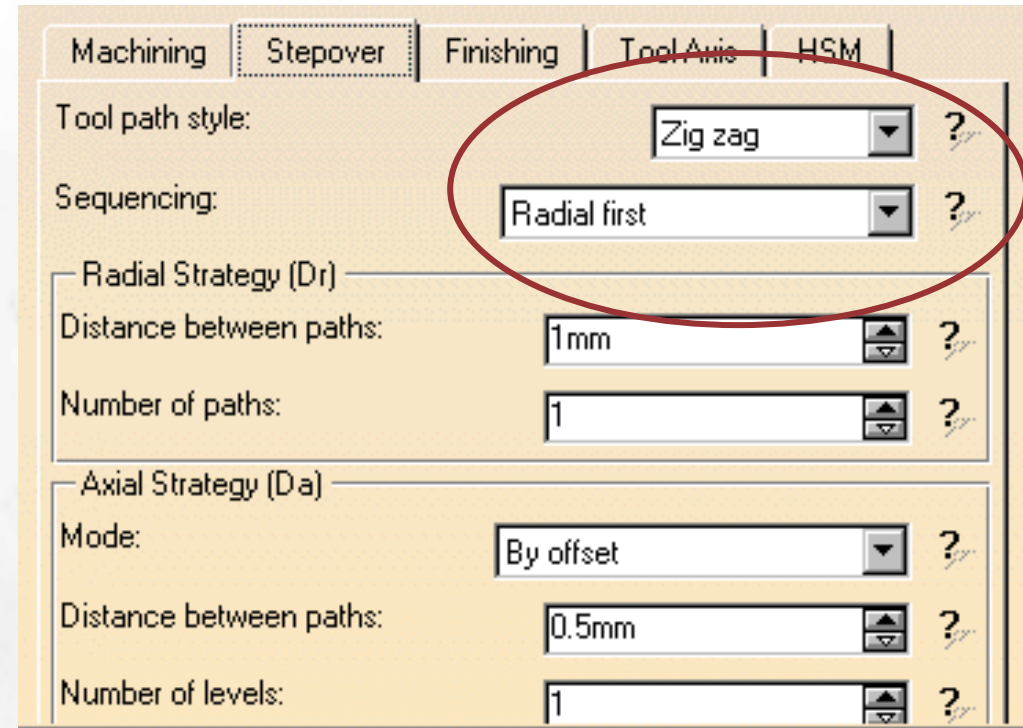 Machining Stepover Finishing Tool Axis HSM
Tool path style: Zig zag ?
Sequencing: Radial first ?
Radial Strategy (Dr)
Distance between paths: 1mm ?
Number of paths: 1 ?
Axial Strategy (Da)
Mode: By offset ?
Distance between paths: 0.5mm ?
Number of levels: 1 ?